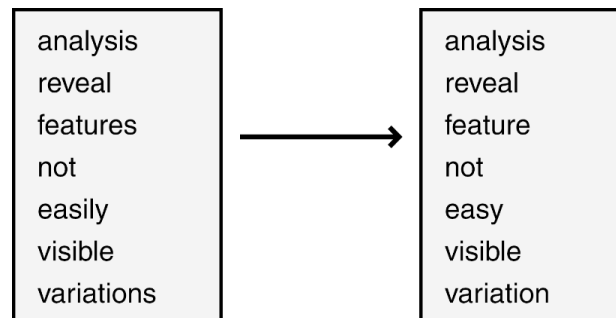 analysis
reveal
features
not
easily
visible
variations
analysis
reveal
feature
not
easy
visible
variation